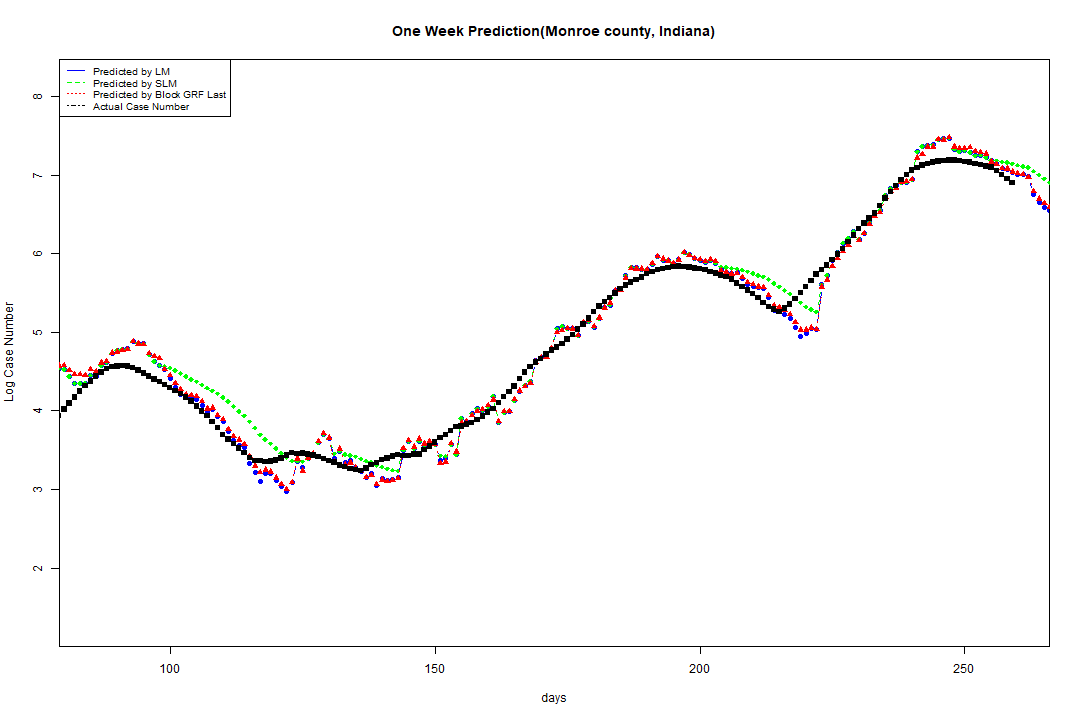 One Week Prediction(Monroe county, Indiana)
Predicted by LM
Predicted by SLM
Predicted by Block GRF Last
Actual Case Number
8
7
6
5
4
3
2
Log Case Number
100 150 200 250
days